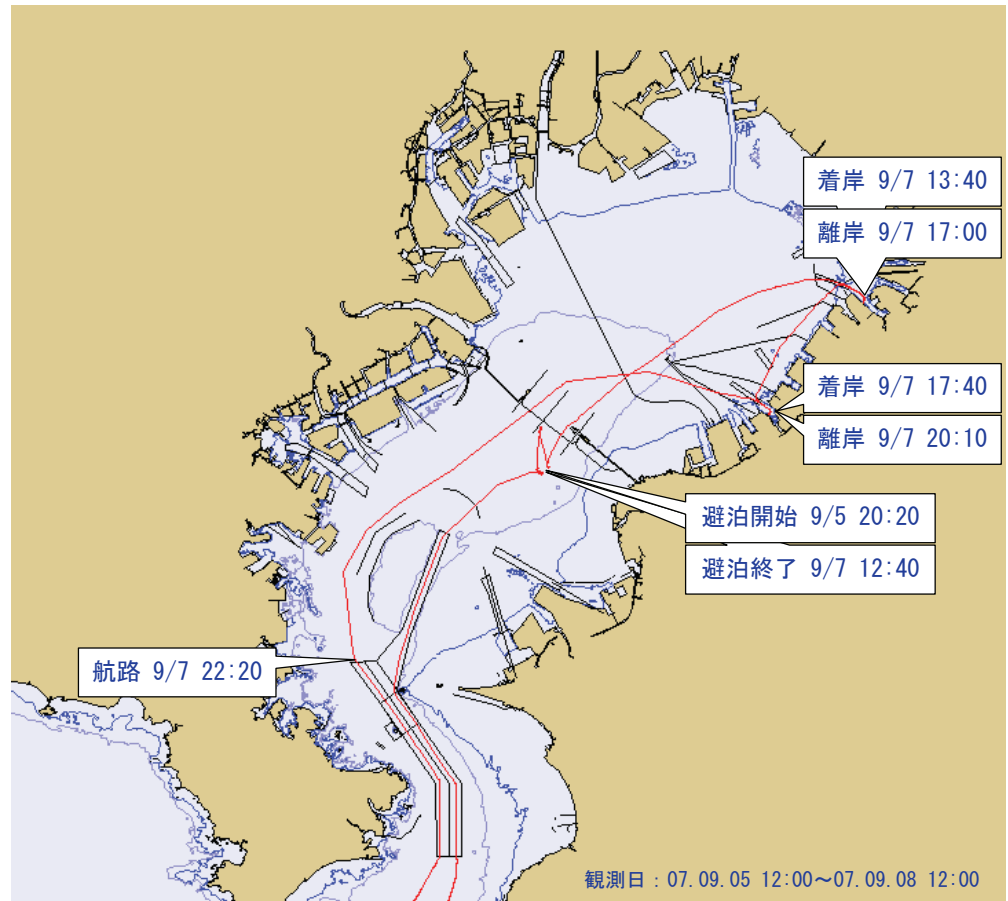 着岸 9/7 13:40
離岸 9/7 17:00
着岸 9/7 17:40
離岸 9/7 20:10
避泊開始 9/5 20:20
避泊終了 9/7 12:40
航路 9/7 22:20
観測日：07.09.05 12:00～07.09.08 12:00